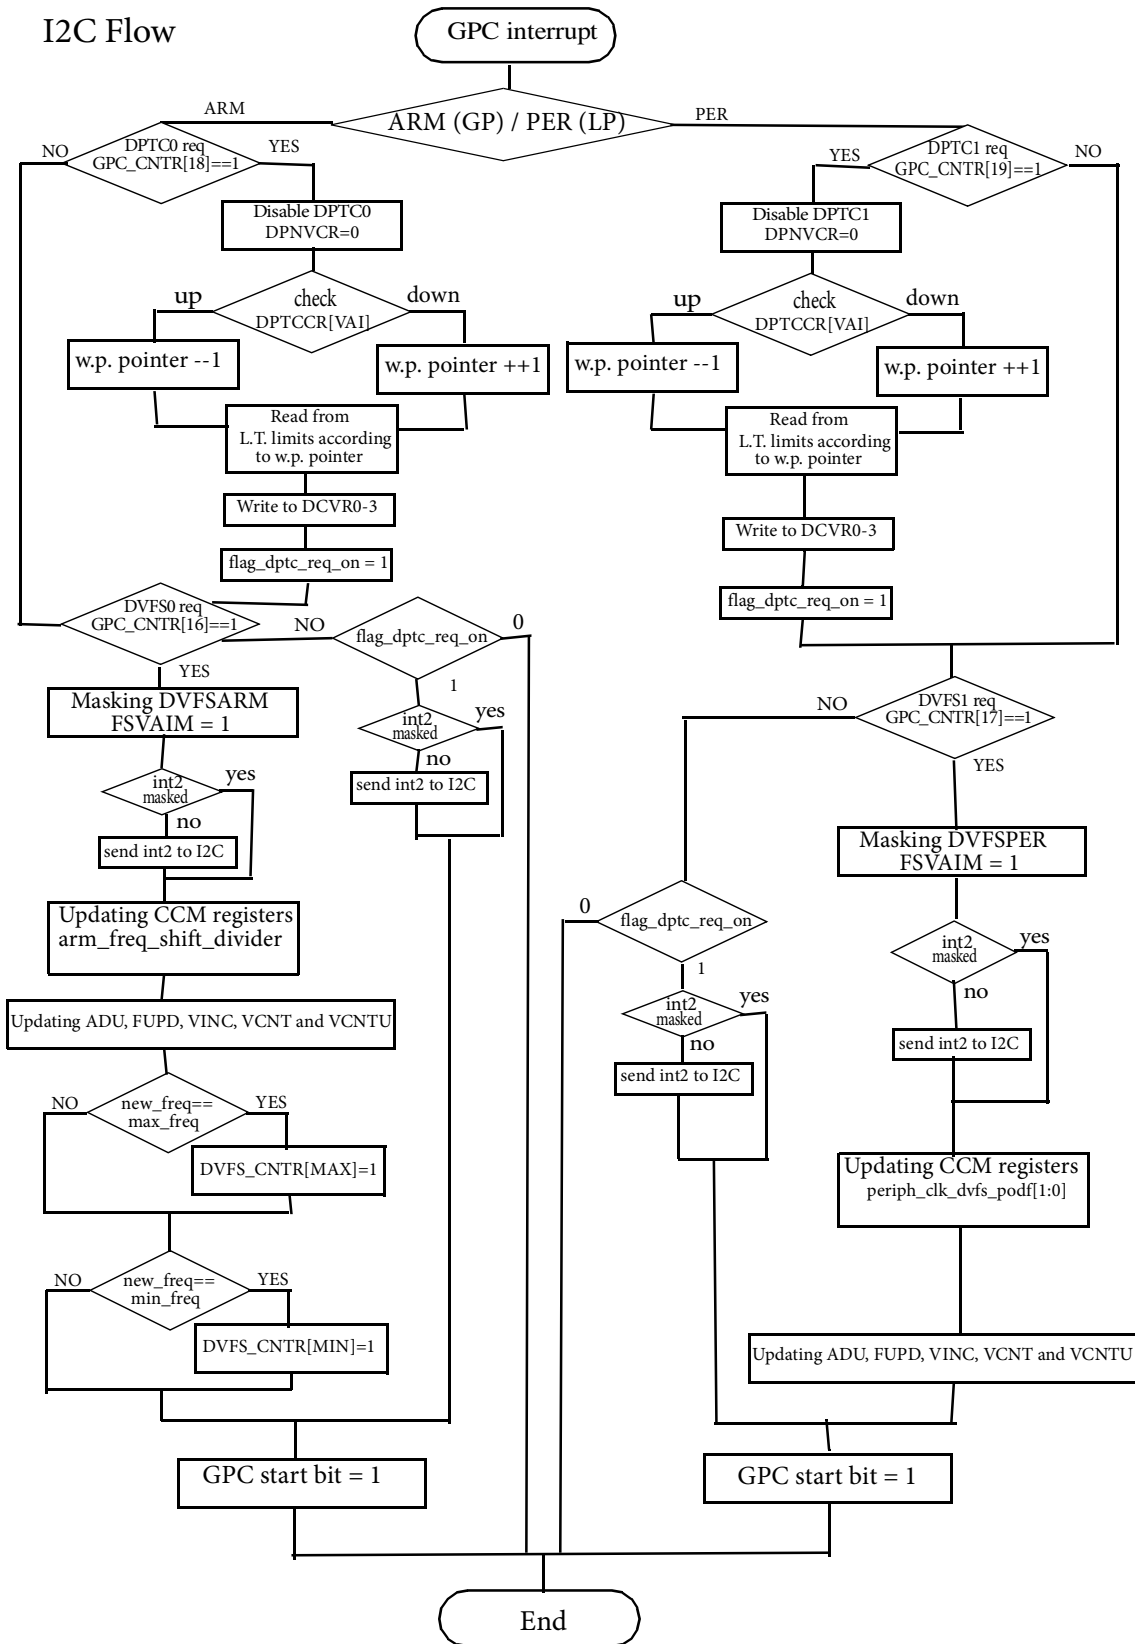 I2C Flow
GPC interrupt
ARM (GP) / PER (LP)
ARM
PER
DPTC0 req
GPC_CNTR[18]==1
NO
YES
Disable DPTC0
DPNVCR=0
check
DPTCCR[VAI]
up
down
w.p. pointer --1
w.p. pointer ++1
Read from
L.T. limits according
to w.p. pointer
Write to DCVR0-3
flag_dptc_req_on = 1
DVFS0 req
GPC_CNTR[16]==1
NO
YES
flag_dptc_req_on
0
1
int2
masked
yes
no
send int2 to I2C
Masking DVFSARM
FSVAIM = 1
int2
masked
yes
no
send int2 to I2C
Updating CCM registers
arm_freq_shift_divider
Updating ADU, FUPD, VINC, VCNT and VCNTU
new_freq==
max_freq
NO
YES
DVFS_CNTR[MAX]=1
new_freq==
min_freq
NO
YES
DVFS_CNTR[MIN]=1
GPC start bit = 1
DPTC1 req
GPC_CNTR[19]==1
YES
NO
Disable DPTC1
DPNVCR=0
check
DPTCCR[VAI]
up
down
w.p. pointer --1
w.p. pointer ++1
Read from
L.T. limits according
to w.p. pointer
Write to DCVR0-3
flag_dptc_req_on = 1
DVFS1 req
GPC_CNTR[17]==1
NO
YES
flag_dptc_req_on
0
1
int2
masked
yes
no
send int2 to I2C
Masking DVFSPER
FSVAIM = 1
int2
masked
yes
no
send int2 to I2C
Updating CCM registers
periph_clk_dvfs_podf[1:0]
Updating ADU, FUPD, VINC, VCNT and VCNTU
GPC start bit = 1
End